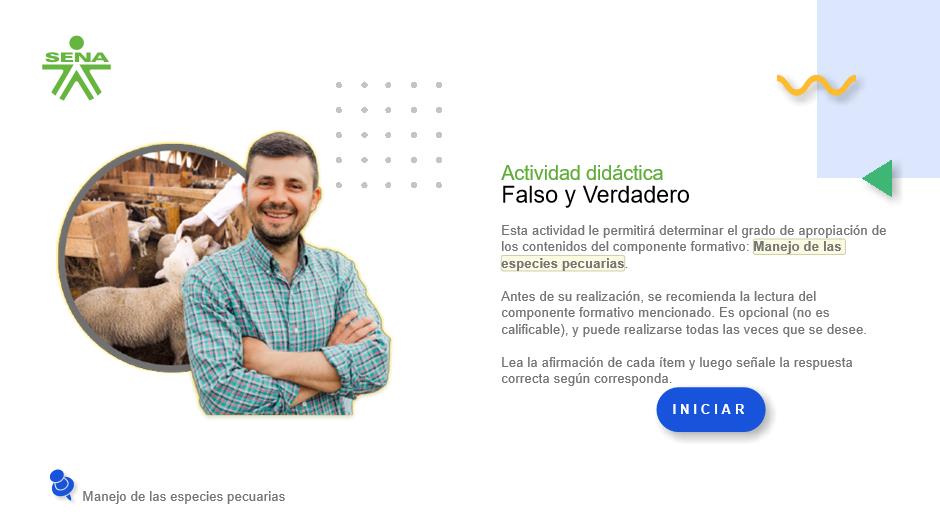 SENA
Actividad didáctica
Falso y Verdadero
Esta actividad le permitirá determinar el grado de apropiación de
los contenidos del componente formativo: Manejo de las
especies pecuarias.
Antes de su realización, se recomienda la lectura del
componente formativo mencionado. Es opcional (no es
calificable), y puede realizarse todas las veces que se desee.
Lea la afirmación de cada ítem y luego señale la respuesta
correcta según corresponda.
INICIAR
Manejo de las especies pecuarias